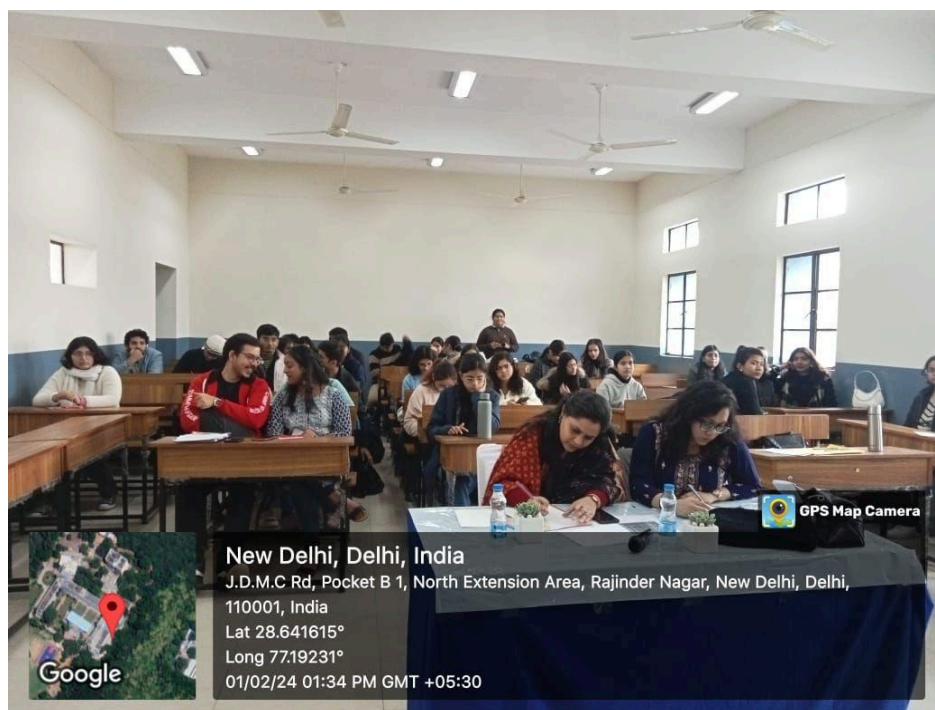 GPS Map Camera
New Delhi, Delhi, India
J.D.M.C Rd, Pocket B 1, North Extension Area, Rajinder Nagar, New Delhi, Delhi,
110001, India
Lat 28.641615°
Long 77.19231°
01/02/24 01:34 PM GMT +05:30
Google